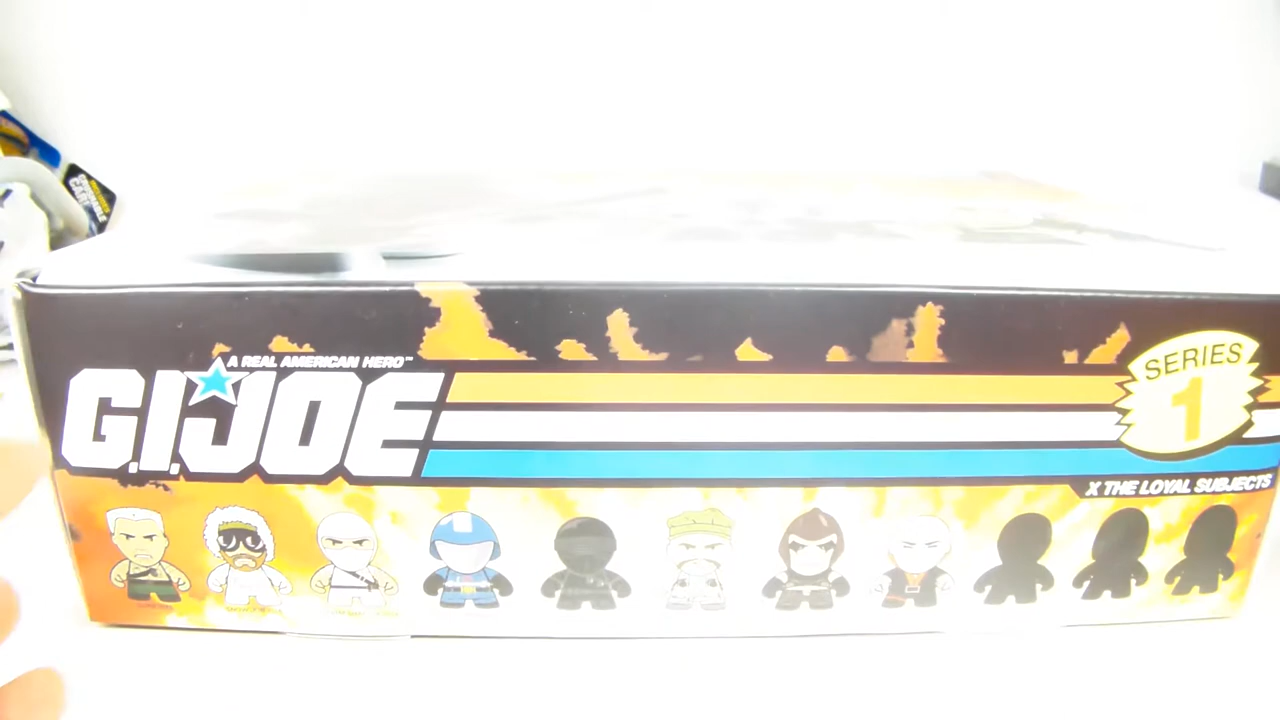 A REAL AMERICAN HERO™
G.I.JOE
SERIES
1
X THE LOYAL SUBJECTS